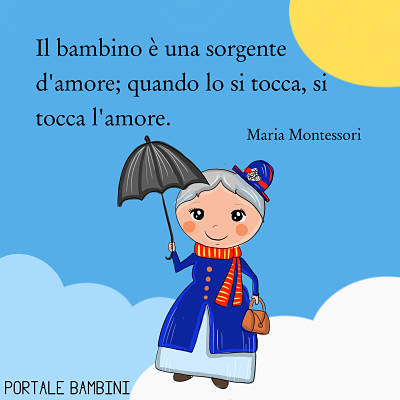 Il bambino è una sorgente
d'amore; quando lo si tocca, si
tocca l'amore.
Maria Montessori
PORTALE BAMBINI